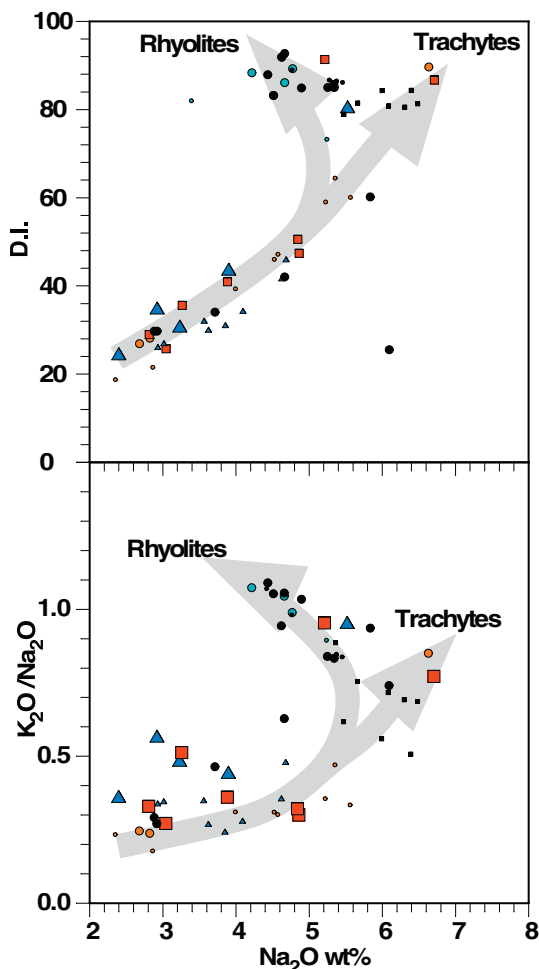 100
Rhyolites
Trachytes
80
60
D.I.
40
20
0
Rhyolites
1.0
Trachytes
K2O/Na2O
0.5
0.0
2 3 4 5 6 7 8
Na2O wt%